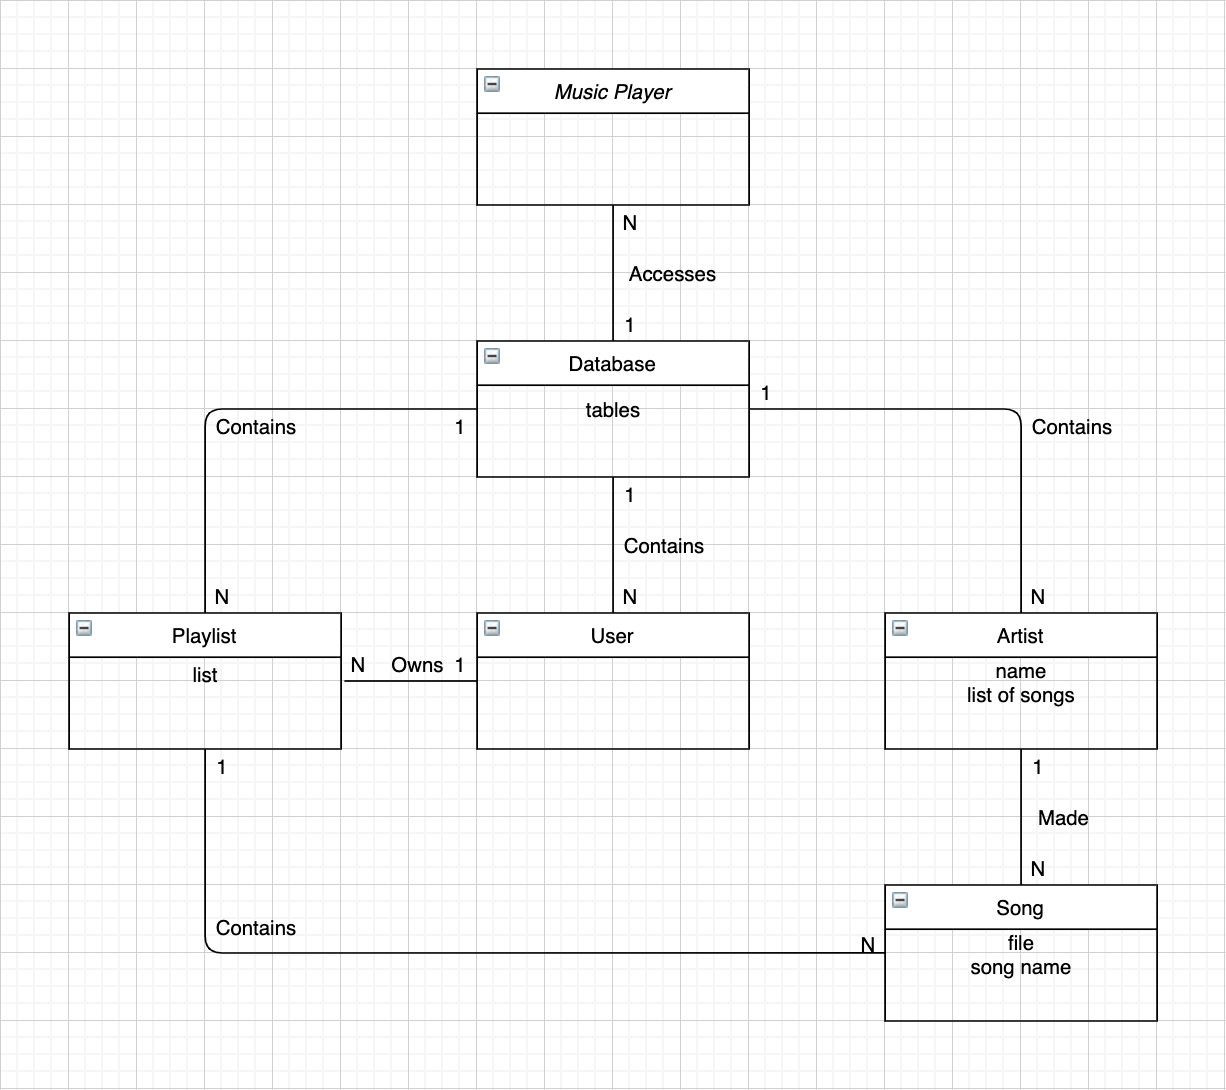 Music Player
N
Accesses
1
Database
tables
1
Contains
1
Contains
1
Contains
N
N
N
Playlist
list
N Owns 1
User
Artist
name
list of songs
1
1
Made
N
Song
file
song name
Contains
N